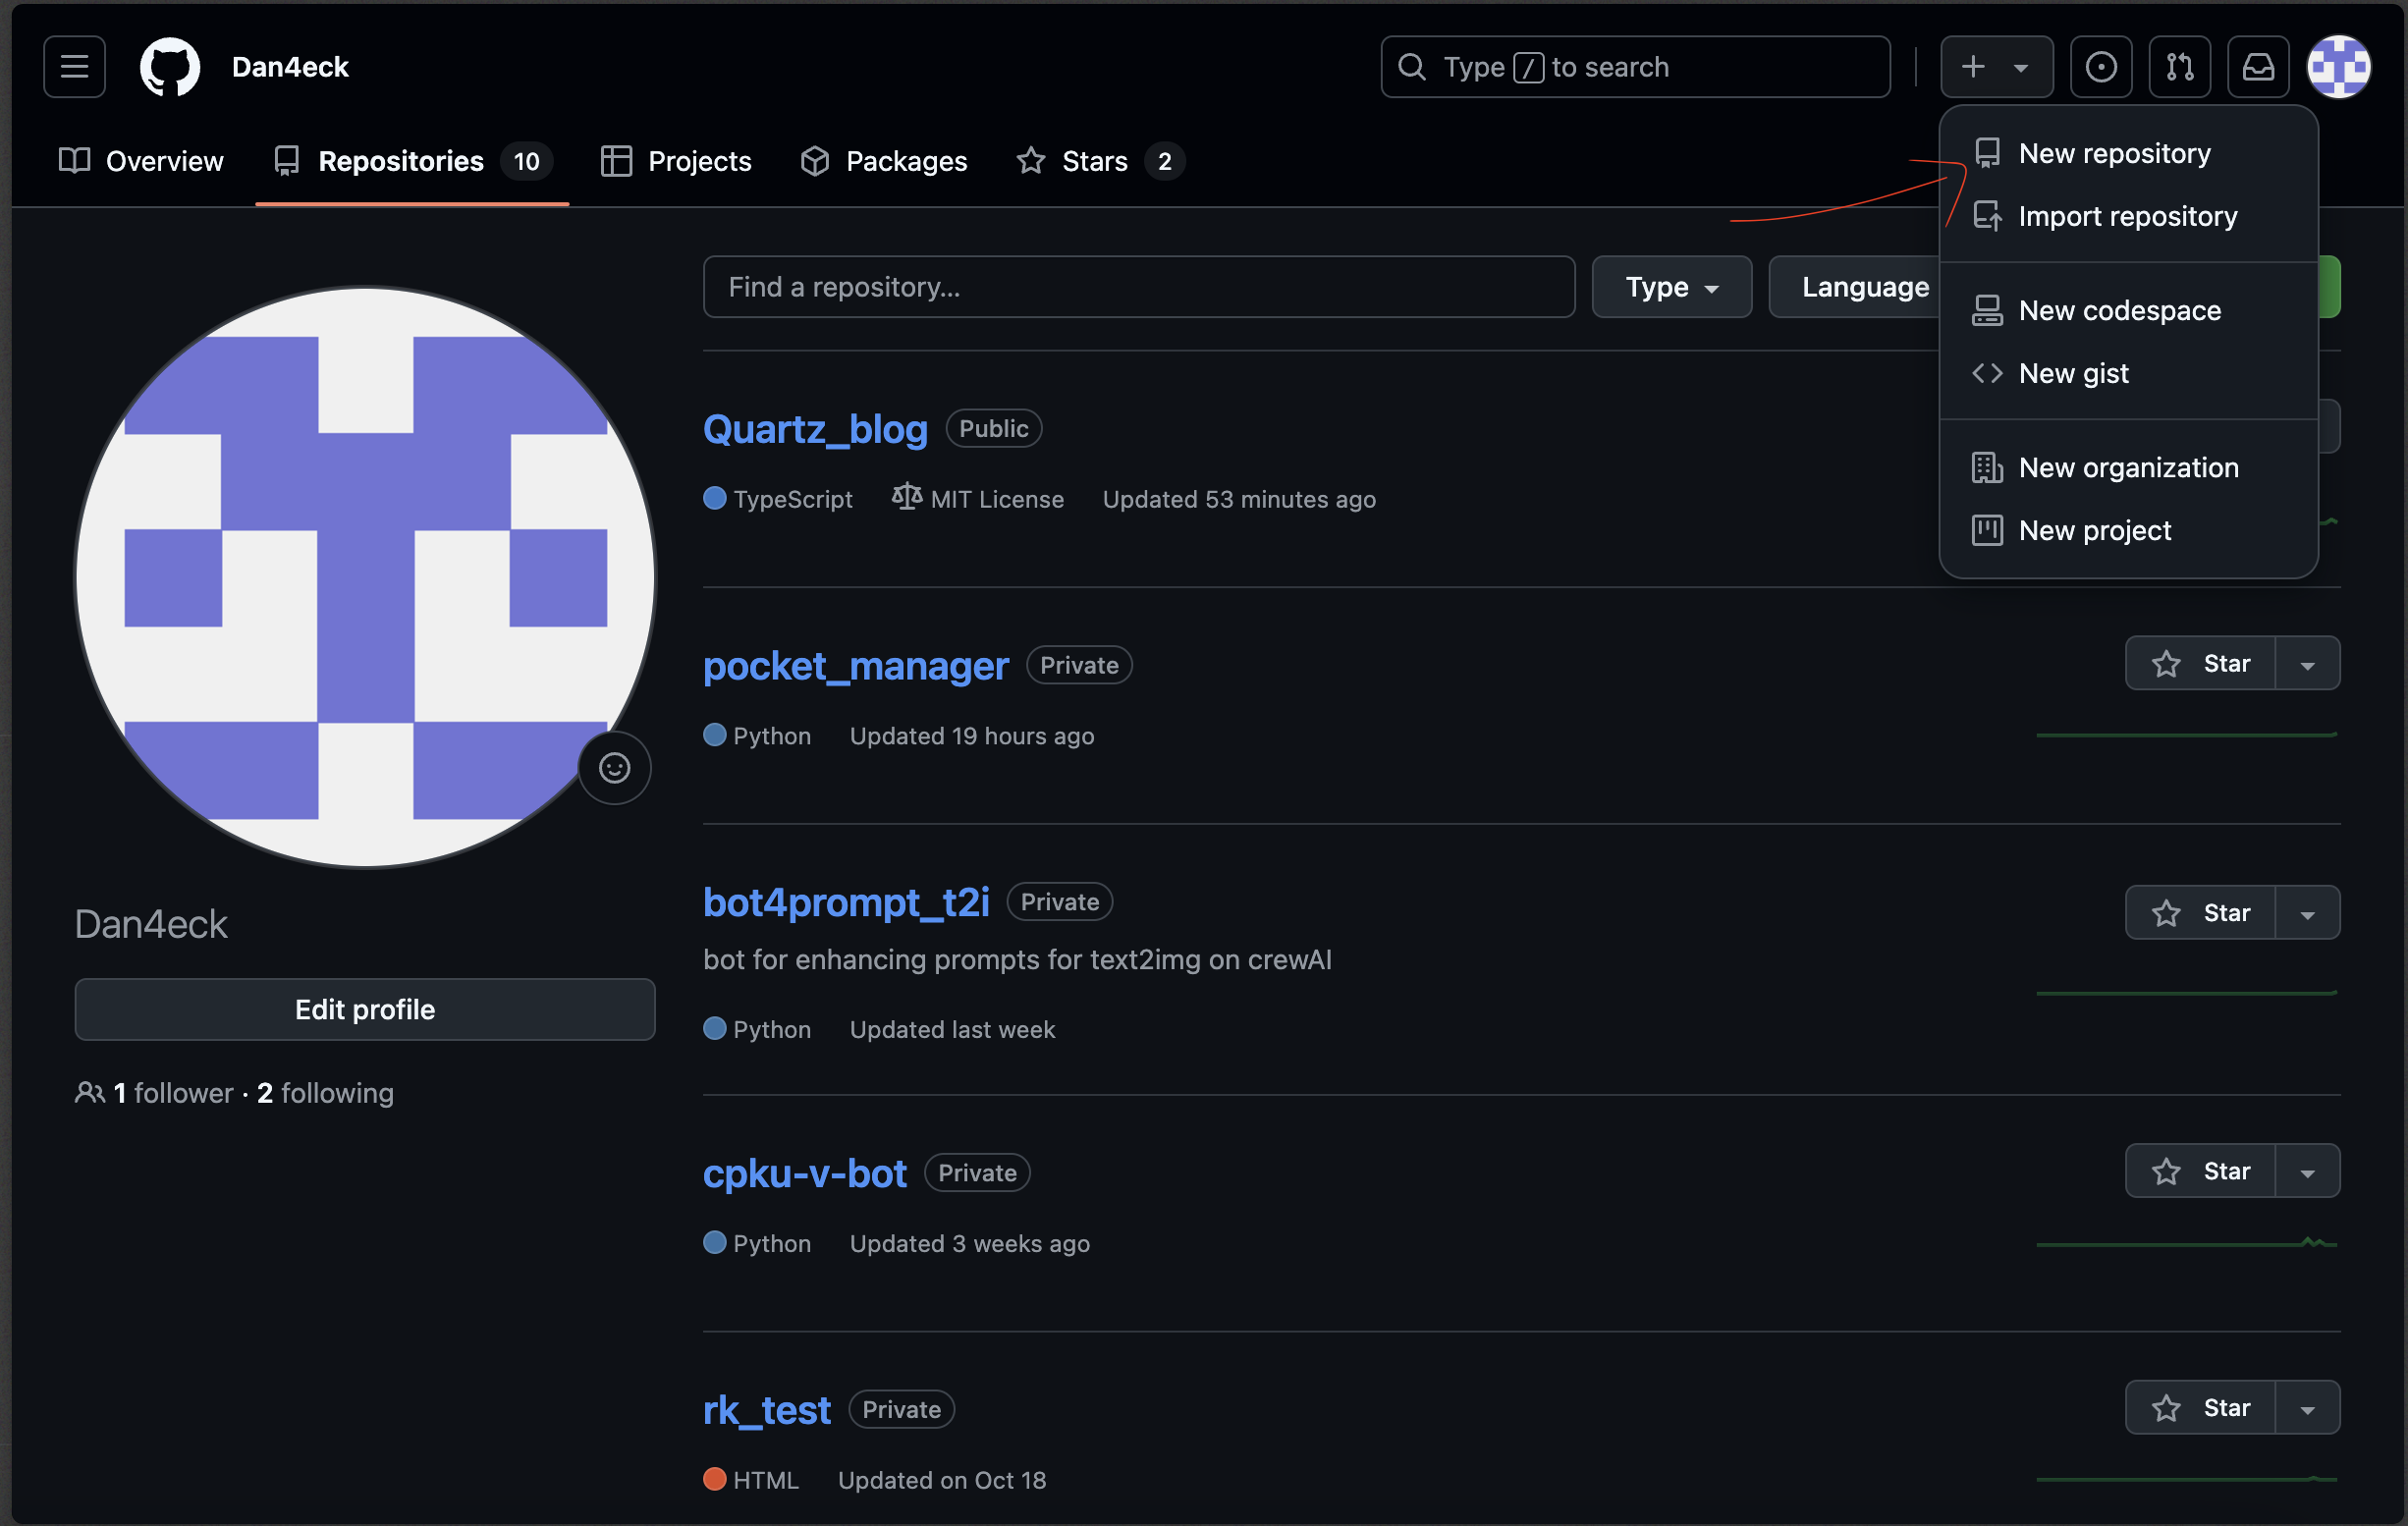 Dan4eck
Type / to search
Overview
Repositories 10
Projects
Packages
Stars 2
New repository
Import repository
New codespace
New gist
New organization
New project
Find a repository...
Type
Language
Dan4eck
Edit profile
1 follower · 2 following
Quartz_blog Public
TypeScript MIT License Updated 53 minutes ago
pocket_manager Private
Star
Python Updated 19 hours ago
bot4prompt_t2i Private
Star
bot for enhancing prompts for text2img on crewAI
Python Updated last week
cpku-v-bot Private
Star
Python Updated 3 weeks ago
rk_test Private
Star
HTML Updated on Oct 18